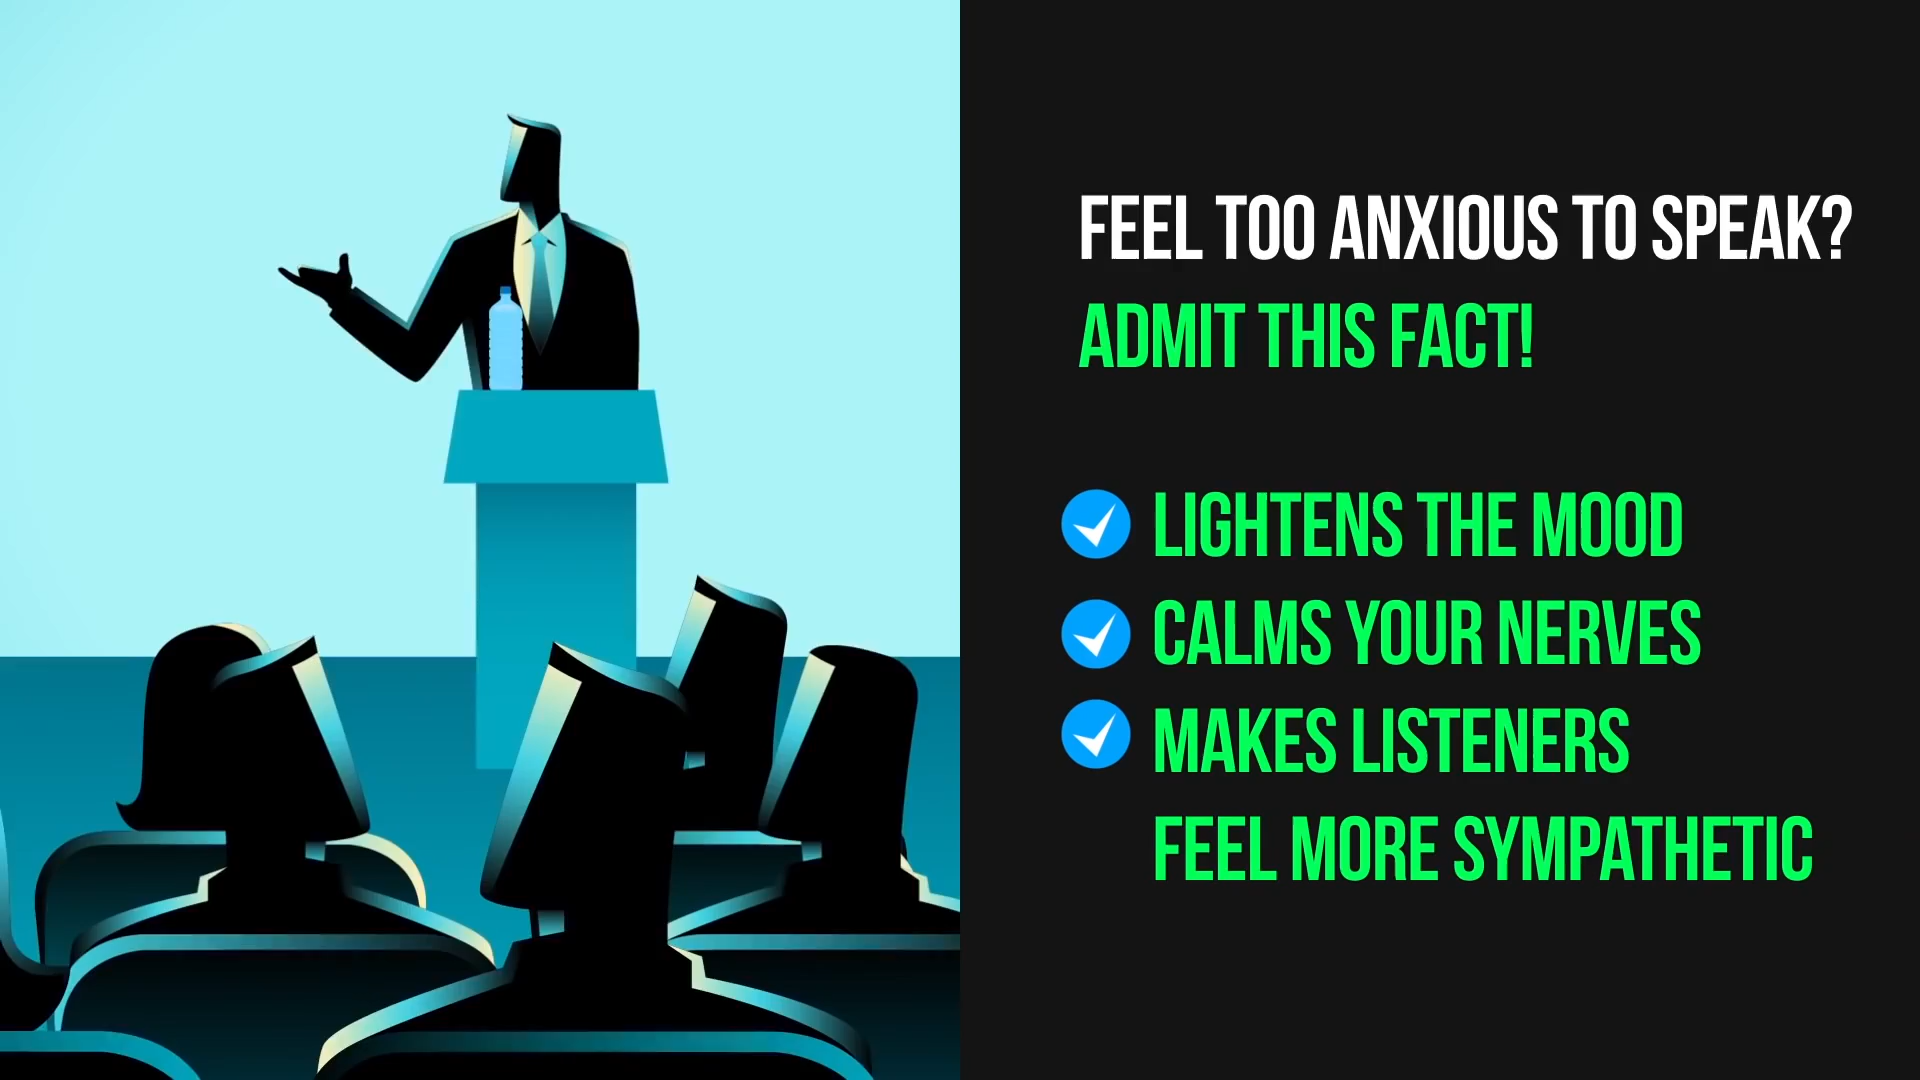 FEEL TOO ANXIOUS TO SPEAK?
ADMIT THIS FACT!
LIGHTENS THE MOOD
CALMS YOUR NERVES
MAKES LISTENERS
FEEL MORE SYMPATHETIC